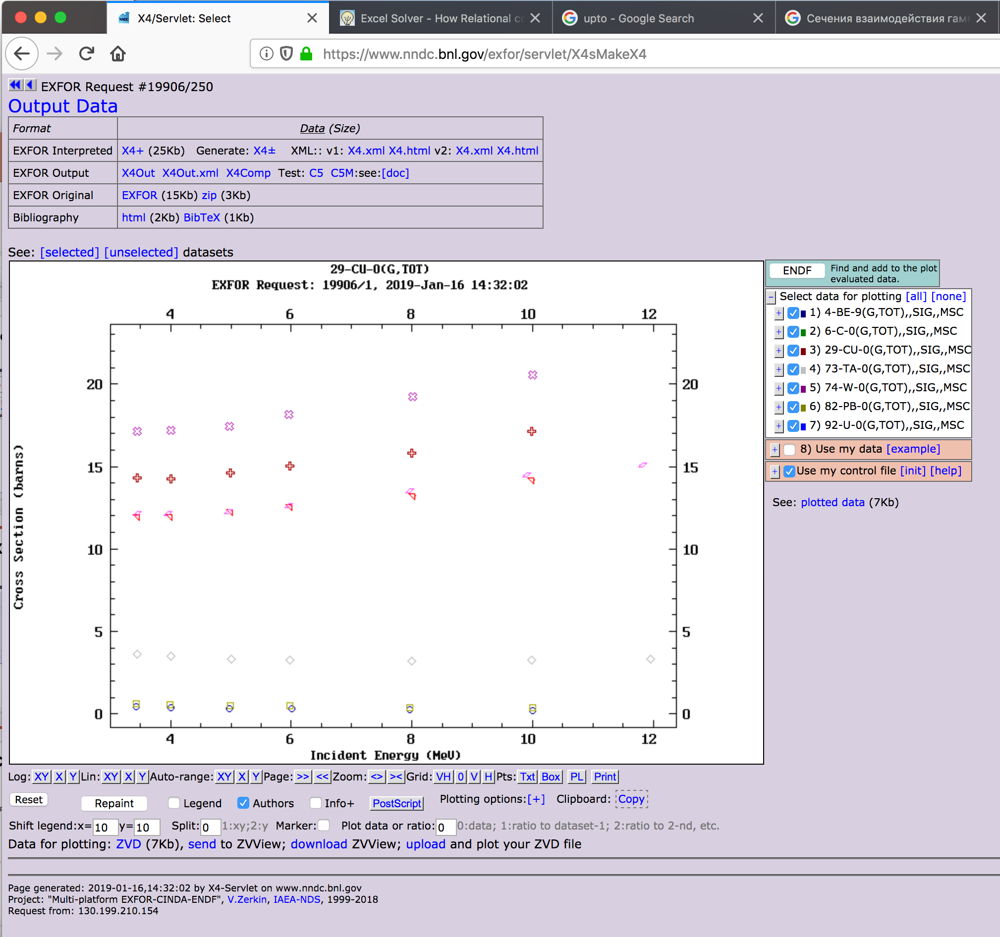 X4/Servlet: Select
Excel Solver - How Relational co
upto - Google Search
Сечения взаимодействия гам
https://www.nndc.bnl.gov/exfor/servlet/X4sMakeX4
EXFOR Request #19906/250
Output Data
Format Data (Size)
EXFOR Interpreted X4+ (25Kb) Generate: X4± XML:: v1: X4.xml X4.html v2: X4.xml X4.html
EXFOR Output X4Out X4Out.xml X4Comp Test: C5 C5M:see:[doc]
EXFOR Original EXFOR (15Kb) zip (3Kb)
Bibliography html (2Kb) BibTeX (1Kb)
See: [selected] [unselected] datasets
29-CU-0(G,TOT)
EXFOR Request: 19906/1, 2019-Jan-16 14:32:02
4 6 8 10 12
20 20
15 15
10 10
5 5
0 0
Cross Section (barns)
4 6 8 10 12
Incident Energy (MeV)
ENDF Find and add to the plot
evaluated data.
- Select data for plotting [all] [none]
+ 1) 4-BE-9(G,TOT),,SIG,,MSC
+ 2) 6-C-0(G,TOT),,SIG,,MSC
+ 3) 29-CU-0(G,TOT),,SIG,,MSC
+ 4) 73-TA-0(G,TOT),,SIG,,MSC
+ 5) 74-W-0(G,TOT),,SIG,,MSC
+ 6) 82-PB-0(G,TOT),,SIG,,MSC
+ 7) 92-U-0(G,TOT),,SIG,,MSC
+ 8) Use my data [example]
+ Use my control file [init] [help]
See: plotted data (7Kb)
Log: XY X Y Lin: XY X Y Auto-range: XY X Y Page: >> << Zoom: <> >< Grid: VH 0 V H Pts: Txt Box PL Print
Reset Repaint Legend Authors Info+ PostScript Plotting options:[+] Clipboard: Copy
Shift legend:x= 10 y= 10 Split: 0 1:xy;2:y Marker: Plot data or ratio: 0 0:data; 1:ratio to dataset-1; 2:ratio to 2-nd, etc.
Data for plotting: ZVD (7Kb), send to ZVView; download ZVView; upload and plot your ZVD file
Page generated: 2019-01-16,14:32:02 by X4-Servlet on www.nndc.bnl.gov
Project: "Multi-platform EXFOR-CINDA-ENDF", V.Zerkin, IAEA-NDS, 1999-2018
Request from: 130.199.210.154